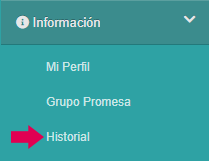 Información
Mi Perfil
Grupo Promesa
Historial